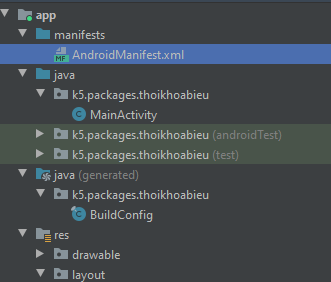 app
manifests
MF AndroidManifest.xml
java
k5.packages.thoikhoabieu
C MainActivity
k5.packages.thoikhoabieu (androidTest)
k5.packages.thoikhoabieu (test)
java (generated)
k5.packages.thoikhoabieu
C BuildConfig
res
drawable
layout